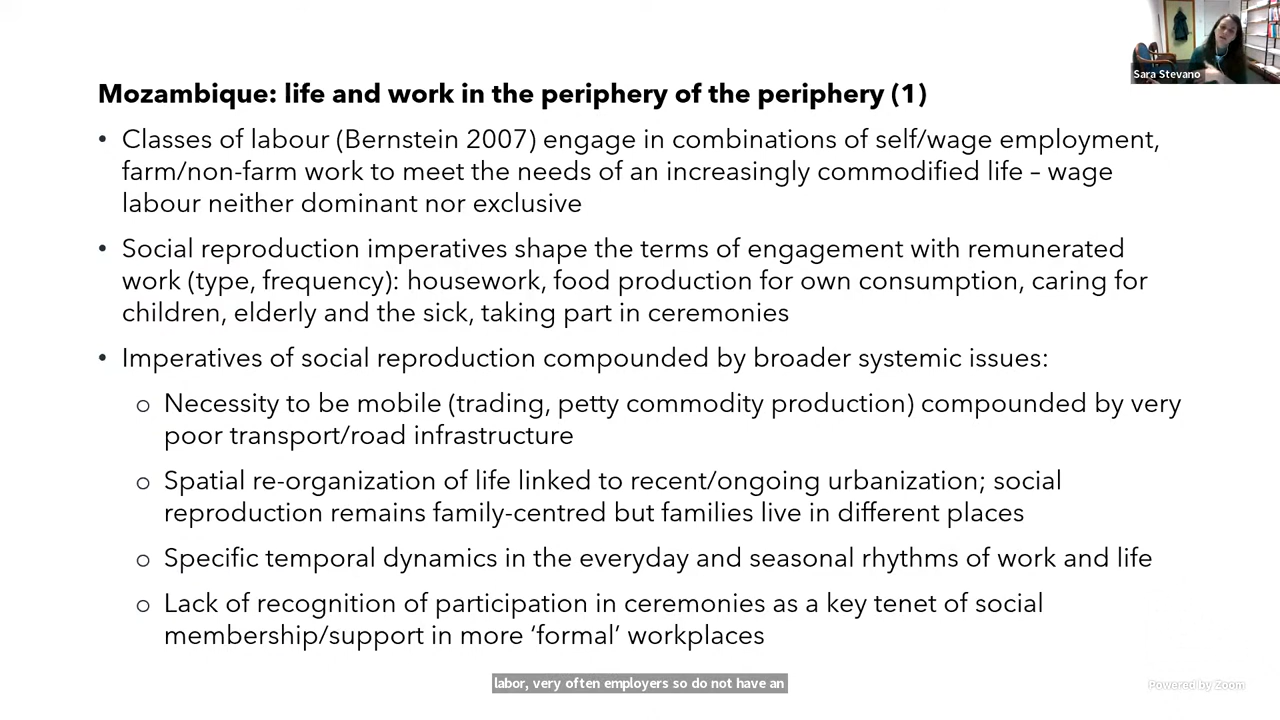 Sara Stevano
Mozambique: life and work in the periphery of the periphery (1)
• Classes of labour (Bernstein 2007) engage in combinations of self/wage employment,
farm/non-farm work to meet the needs of an increasingly commodified life – wage
labour neither dominant nor exclusive
• Social reproduction imperatives shape the terms of engagement with remunerated
work (type, frequency): housework, food production for own consumption, caring for
children, elderly and the sick, taking part in ceremonies
• Imperatives of social reproduction compounded by broader systemic issues:
o Necessity to be mobile (trading, petty commodity production) compounded by very
poor transport/road infrastructure
o Spatial re-organization of life linked to recent/ongoing urbanization; social
reproduction remains family-centred but families live in different places
o Specific temporal dynamics in the everyday and seasonal rhythms of work and life
o Lack of recognition of participation in ceremonies as a key tenet of social
membership/support in more ‘formal’ workplaces
labor, very often employers so do not have an
Powered by Zoom